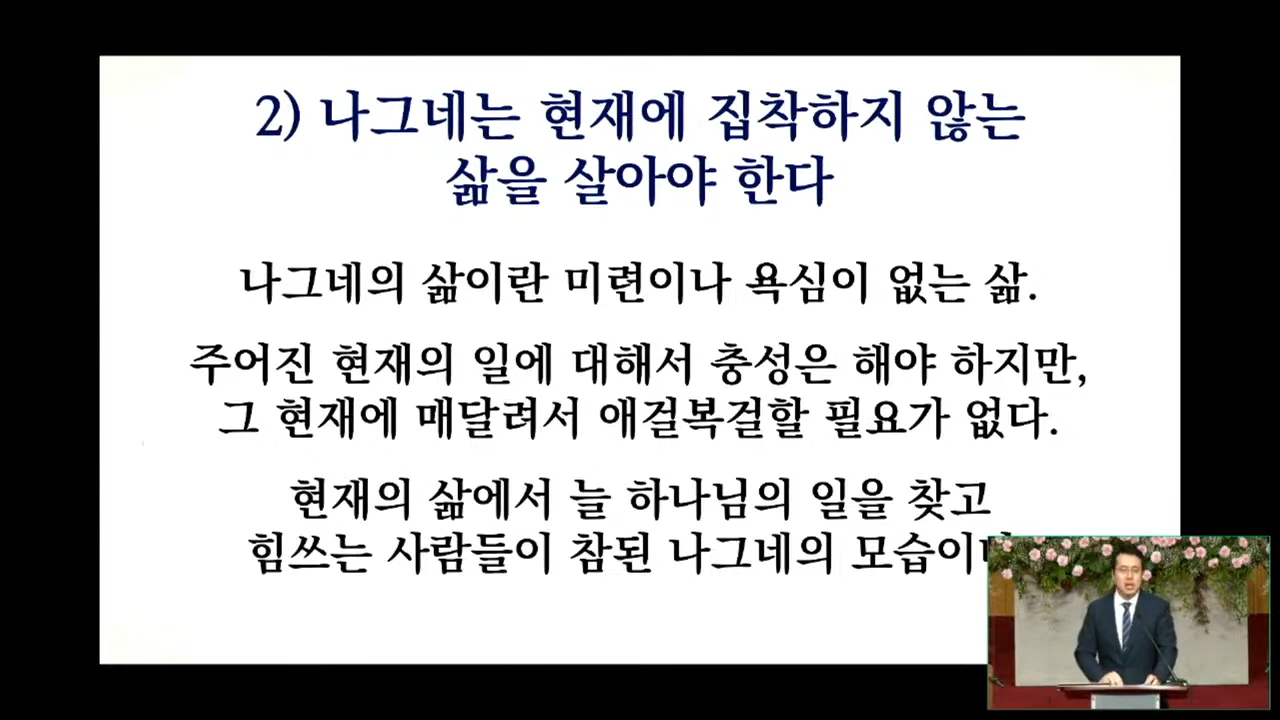 2) 나그네는 현재에 집착하지 않는
삶을 살아야 한다
나그네의 삶이란 미련이나 욕심이 없는 삶.
주어진 현재의 일에 대해서 충성은 해야 하지만,
그 현재에 매달려서 애걸복걸할 필요가 없다.
현재의 삶에서 늘 하나님의 일을 찾고
힘쓰는 사람들이 참된 나그네의